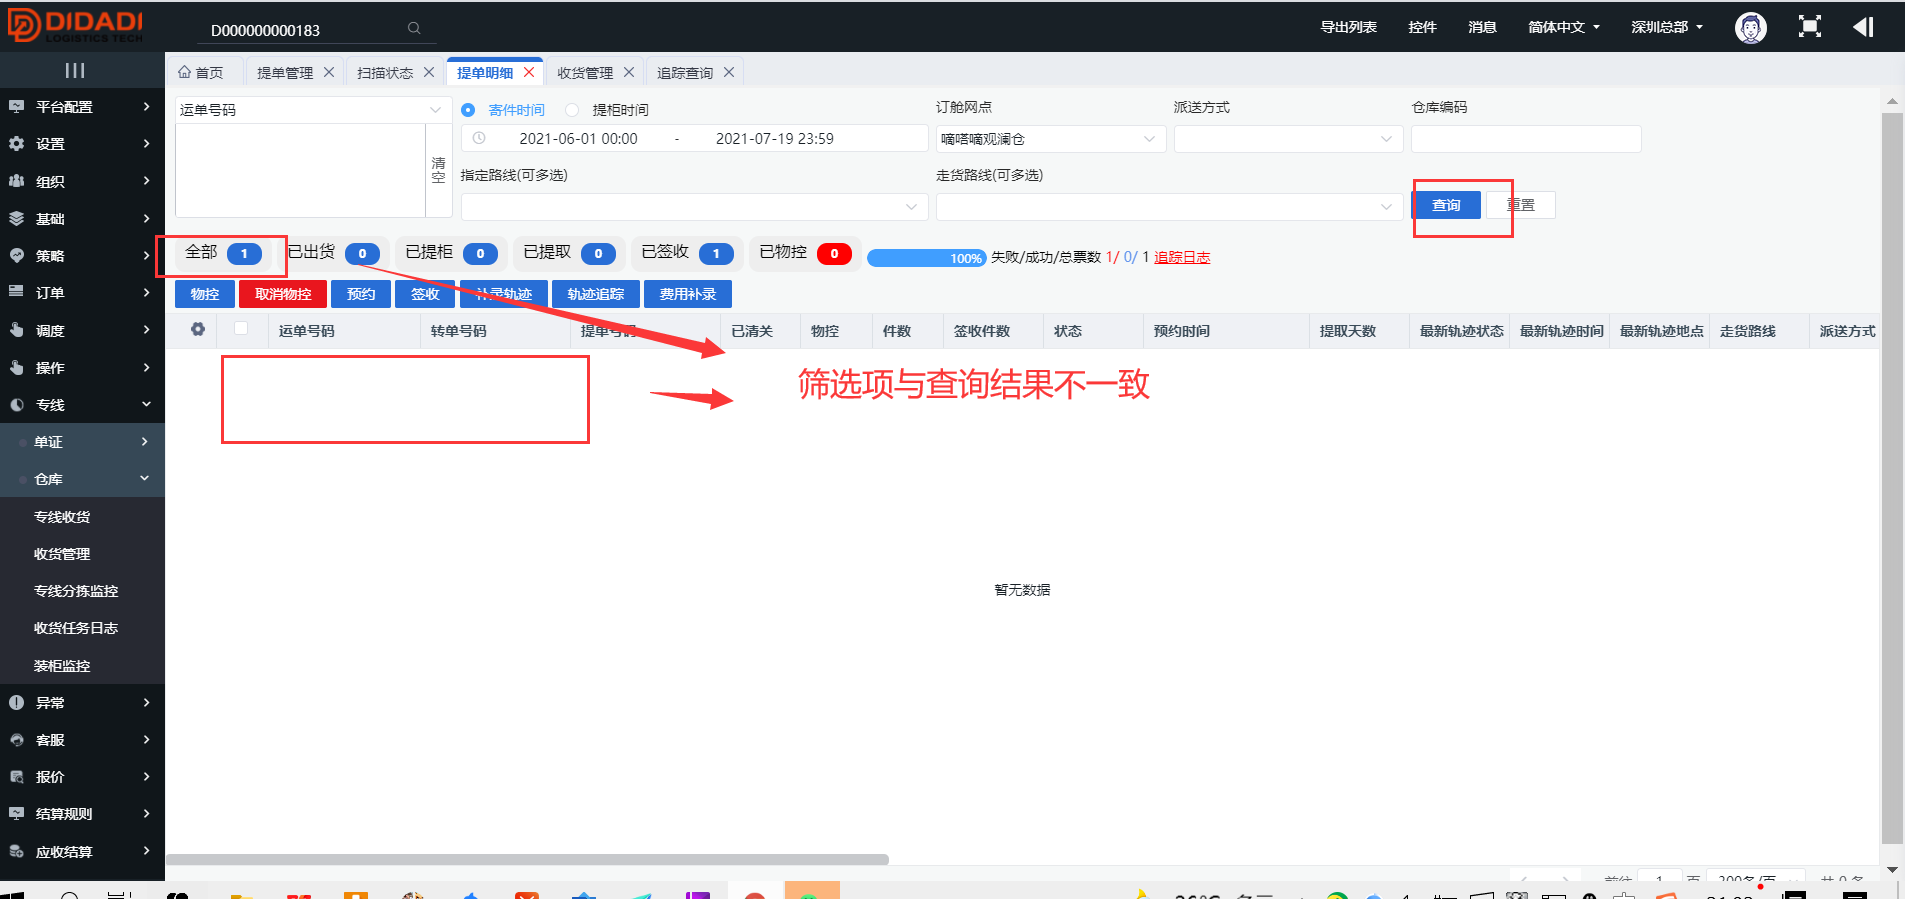 DIDADI
LOGISTICS TECH
D000000000183
导出列表
控件
消息
简体中文
深圳总部
首页
提单管理
扫描状态
提单明细
收货管理
追踪查询
平台配置
设置
组织
基础
策略
订单
调度
操作
专线
单证
仓库
专线收货
收货管理
专线分拣监控
收货任务日志
装柜监控
异常
客服
报价
结算规则
应收结算
运单号码
清空
寄件时间
提柜时间
2021-06-01 00:00 - 2021-07-19 23:59
订舱网点
嘀嗒嘀观澜仓
派送方式
仓库编码
指定路线(可多选)
走货路线(可多选)
查询
重置
全部 1
已出货 0
已提柜 0
已提取 0
已签收 1
已物控 0
100%
失败/成功/总票数 1/ 0/ 1 追踪日志
物控
取消物控
预约
签收
补录轨迹
轨迹追踪
费用补录
运单号码
转单号码
提单号码
已清关
物控
件数
签收件数
状态
预约时间
提取天数
最新轨迹状态
最新轨迹时间
最新轨迹地点
走货路线
派送方式
筛选项与查询结果不一致
暂无数据